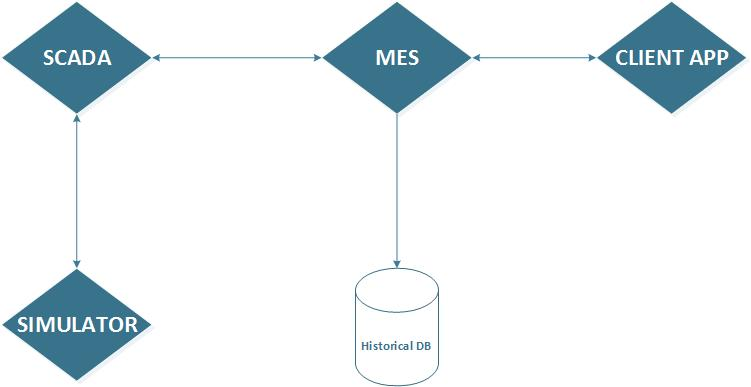 SCADA
MES
CLIENT APP
SIMULATOR
Historical DB